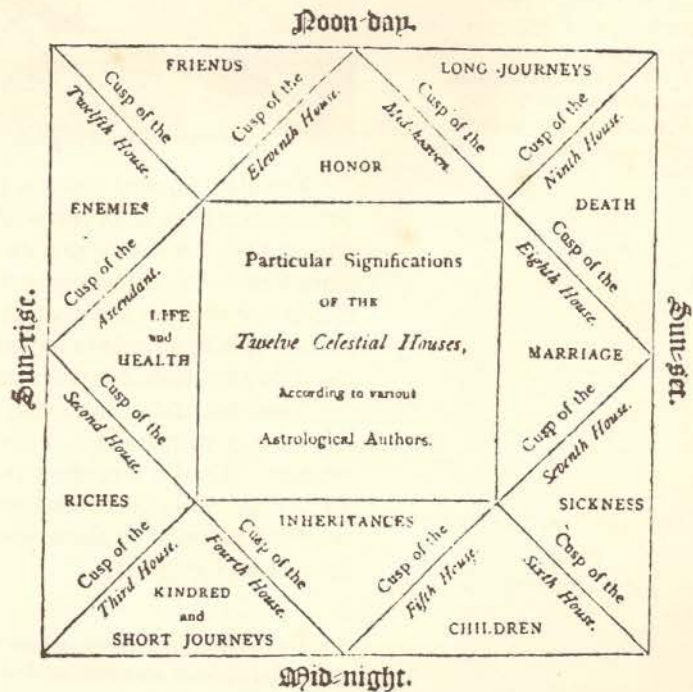 Noon-day.
FRIENDS
LONG JOURNEYS
Cusp of the
Twelfth House.
Cusp of the
Eleventh House.
Cusp of the
Mid-heaven.
Cusp of the
Ninth House.
HONOR
ENEMIES
DEATH
Cusp of the
Ascendant.
Cusp of the
Eighth House.
Sun-rise.
LIFE
and
HEALTH
Particular Significations
OF THE
Twelve Celestial Houses,
According to various
Astrological Authors.
MARRIAGE
Sun-set.
Cusp of the
Second House.
Cusp of the
Seventh House.
RICHES
SICKNESS
INHERITANCES
Cusp of the
Third House.
Cusp of the
Fourth House.
Cusp of the
Fifth House.
Cusp of the
Sixth House.
KINDRED
and
SHORT JOURNEYS
CHILDREN
Mid-night.